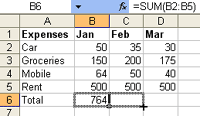 B6 fx =SUM(B2:B5)
A B C D
1 Expenses Jan Feb Mar
2 Car 50 35 30
3 Groceries 150 200 175
4 Mobile 64 50 40
5 Rent 500 500 500
6 Total 764